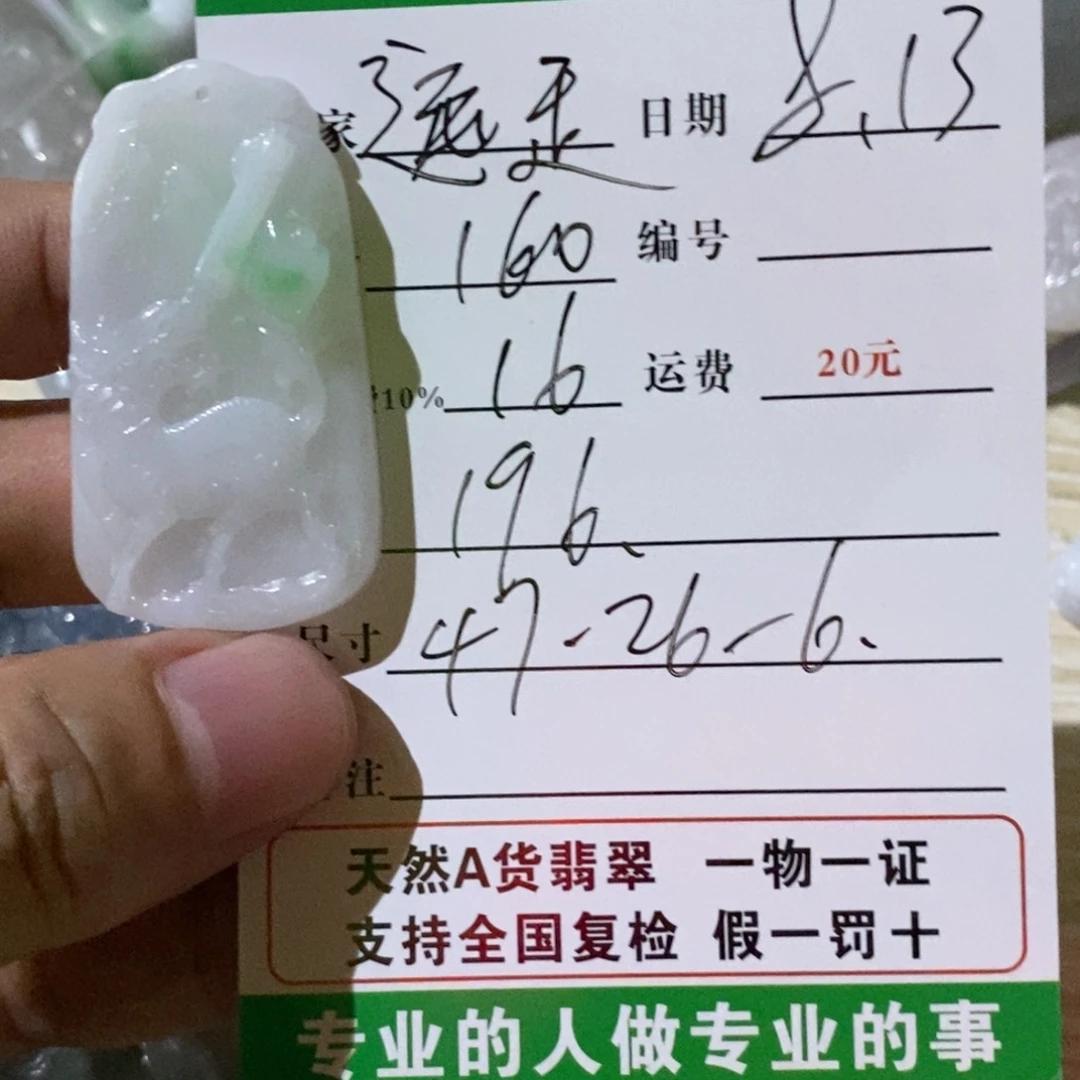 家 日期 8.13
160 编号
10% 16 运费 20元
196、
尺寸 47·26-6、
注
天然A货翡翠 一物一证
支持全国复检 假一罚十
专业的人做专业的事